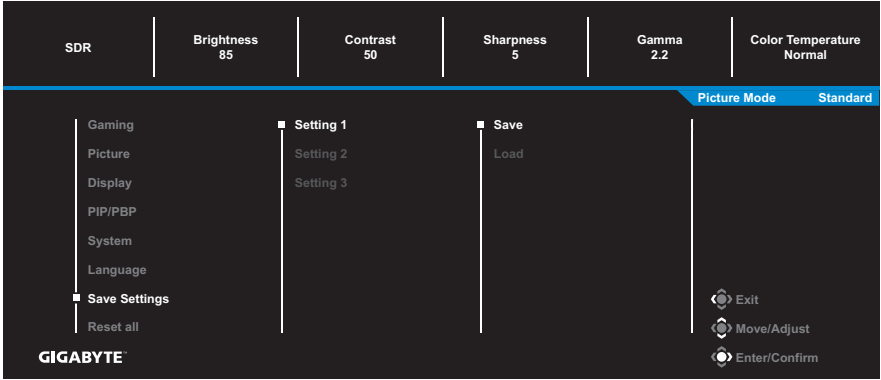 SDR
Brightness
85
Contrast
50
Sharpness
5
Gamma
2.2
Color Temperature
Normal
Picture Mode Standard
Gaming
Picture
Display
PIP/PBP
System
Language
Save Settings
Reset all
Setting 1
Setting 2
Setting 3
Save
Load
Exit
Move/Adjust
Enter/Confirm
GIGABYTE